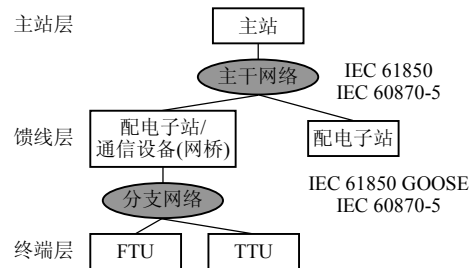 主站层
主站
主干网络
IEC 61850
IEC 60870-5
馈线层
配电子站/
通信设备(网桥)
配电子站
分支网络
IEC 61850 GOOSE
IEC 60870-5
终端层
FTU
TTU